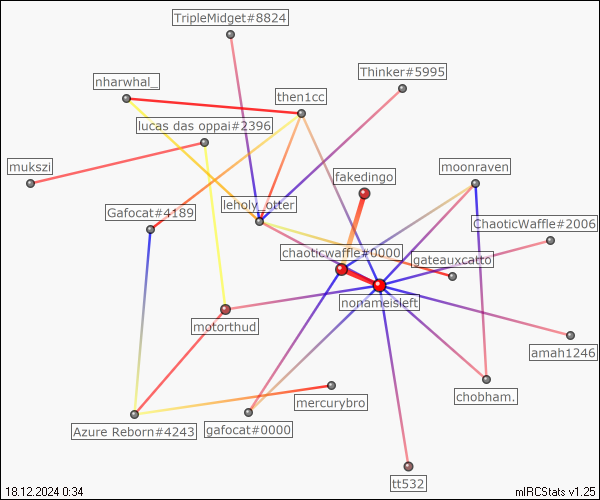 TripleMidget#8824
Thinker#5995
nharwhal_
then1cc
lucas das oppai#2396
mukszi
fakedingo
moonraven
Gafocat#4189
leholy_otter
ChaoticWaffle#2006
chaoticwaffle#0000
gateauxcatto
nonameisleft
motorthud
amah1246
chobham.
mercurybro
Azure Reborn#4243
gafocat#0000
tt532
18.12.2024 0:34
mIRCStats v1.25